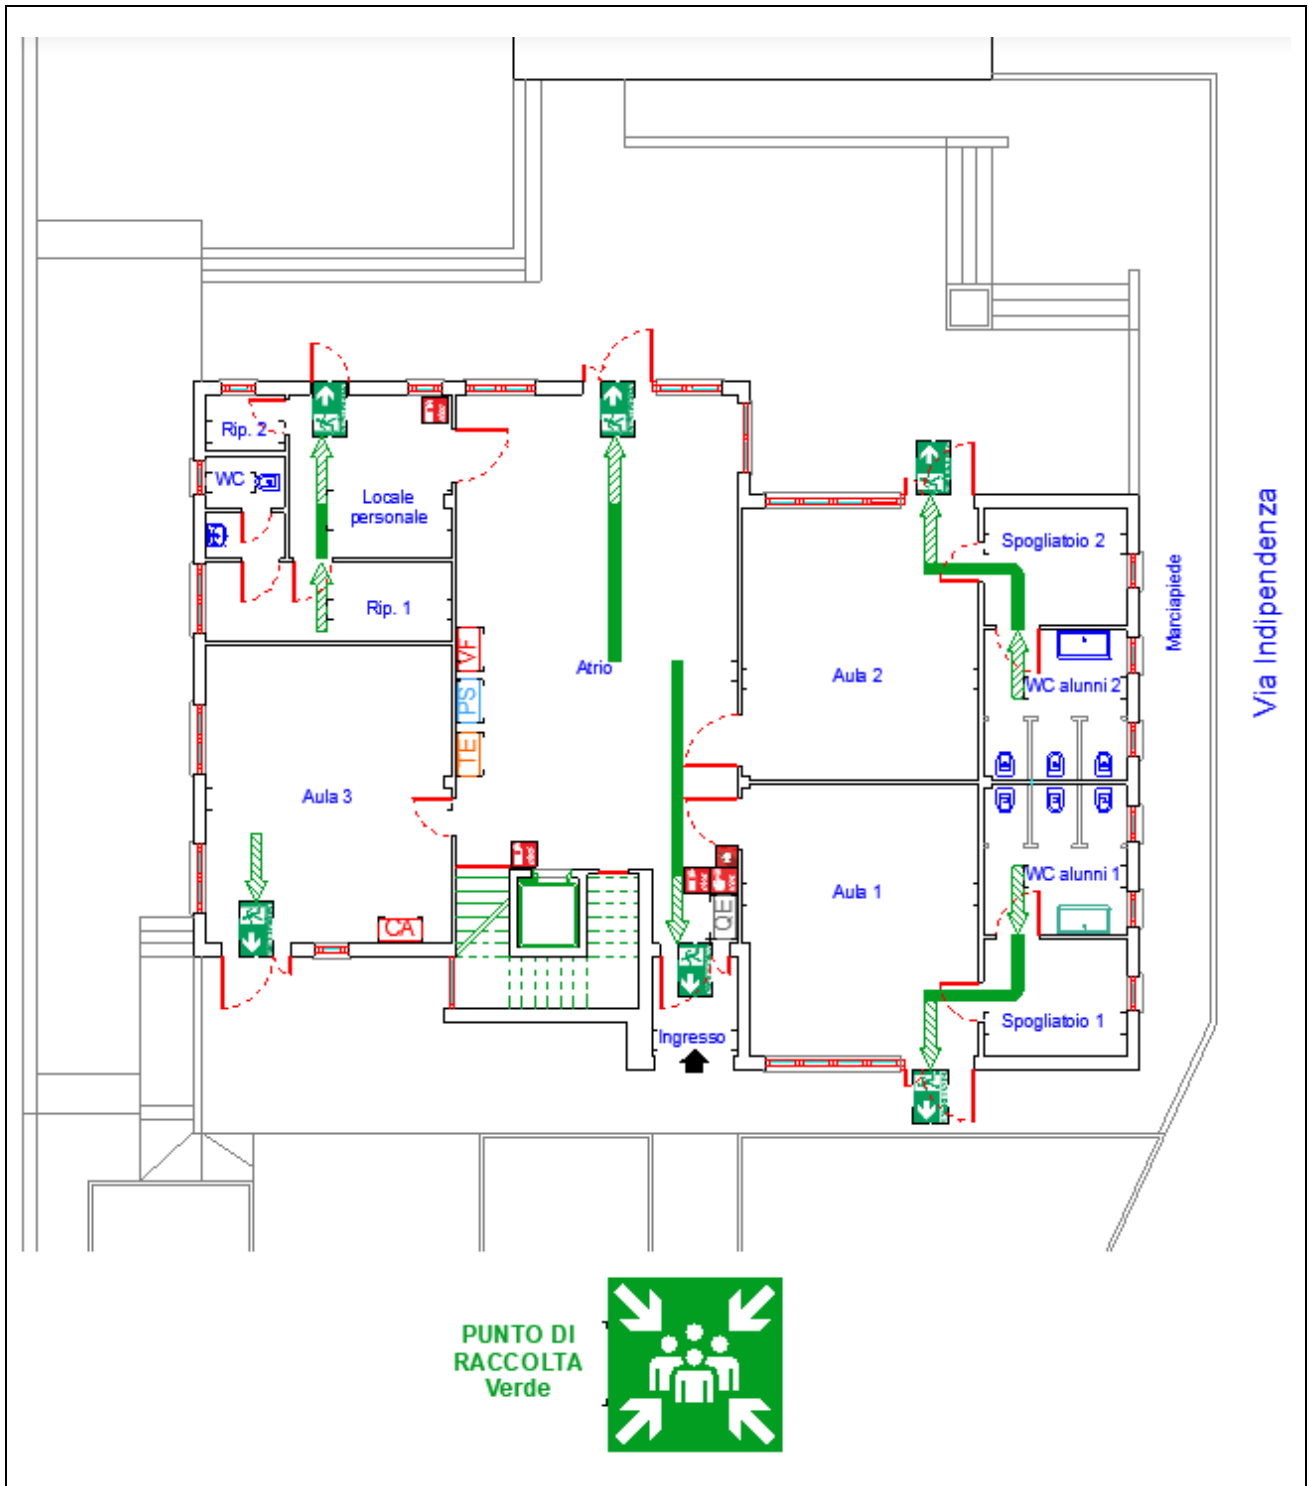 Rip. 2
WC
Locale
personale
Rip. 1
VF
PS
TE
Atrio
Aula 3
CA
Aula 2
Spogliatoio 2
WC alunni 2
WC alunni 1
Aula 1
QE
Spogliatoio 1
Ingresso
Marciapiede
Via Indipendenza
PUNTO DI
RACCOLTA
Verde